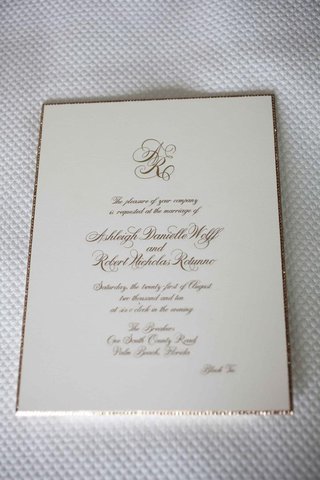 AR
The pleasure of your company
is requested at the marriage of
Ashleigh Danielle Wolff
and
Robert Nicholas Rotunno
Saturday, the twenty first of August
two thousand and ten
at six o'clock in the evening
The Breakers
One South County Road
Palm Beach, Florida
Black Tie